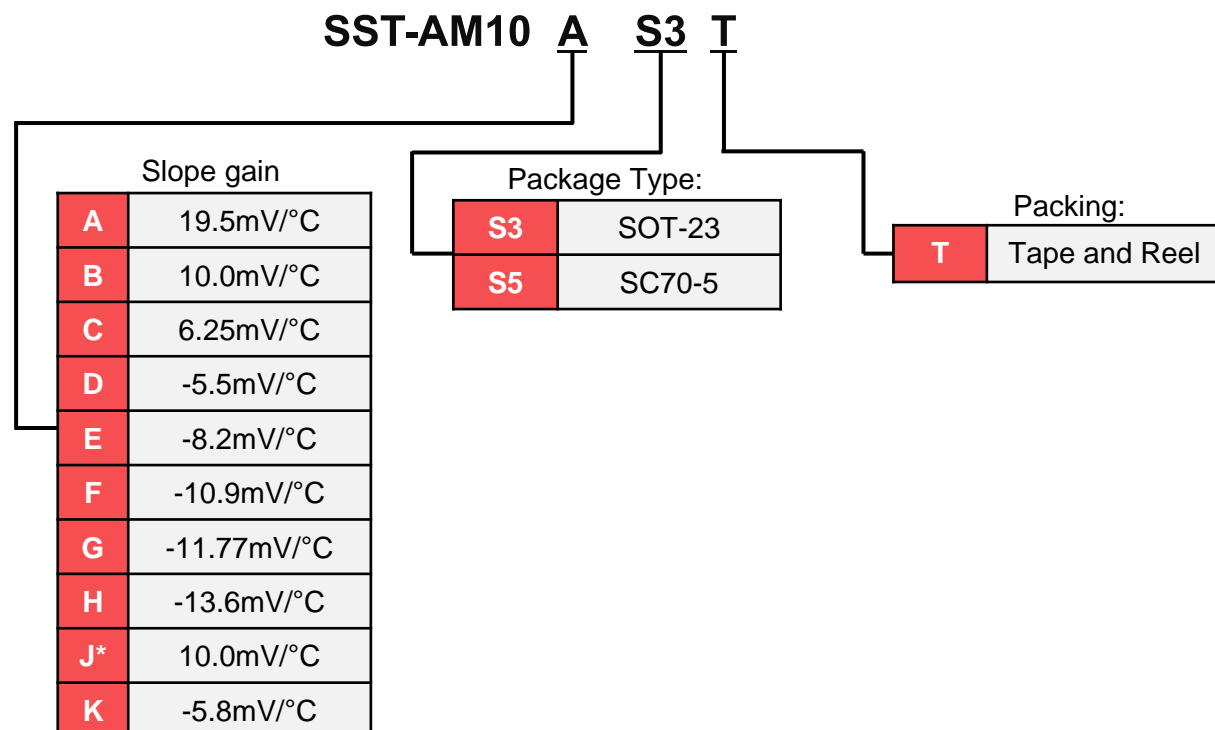 SST-AM10 A S3 T
Slope gain
A 19.5mV/°C
B 10.0mV/°C
C 6.25mV/°C
D -5.5mV/°C
E -8.2mV/°C
F -10.9mV/°C
G -11.77mV/°C
H -13.6mV/°C
J* 10.0mV/°C
K -5.8mV/°C
Package Type:
S3 SOT-23
S5 SC70-5
Packing:
T Tape and Reel